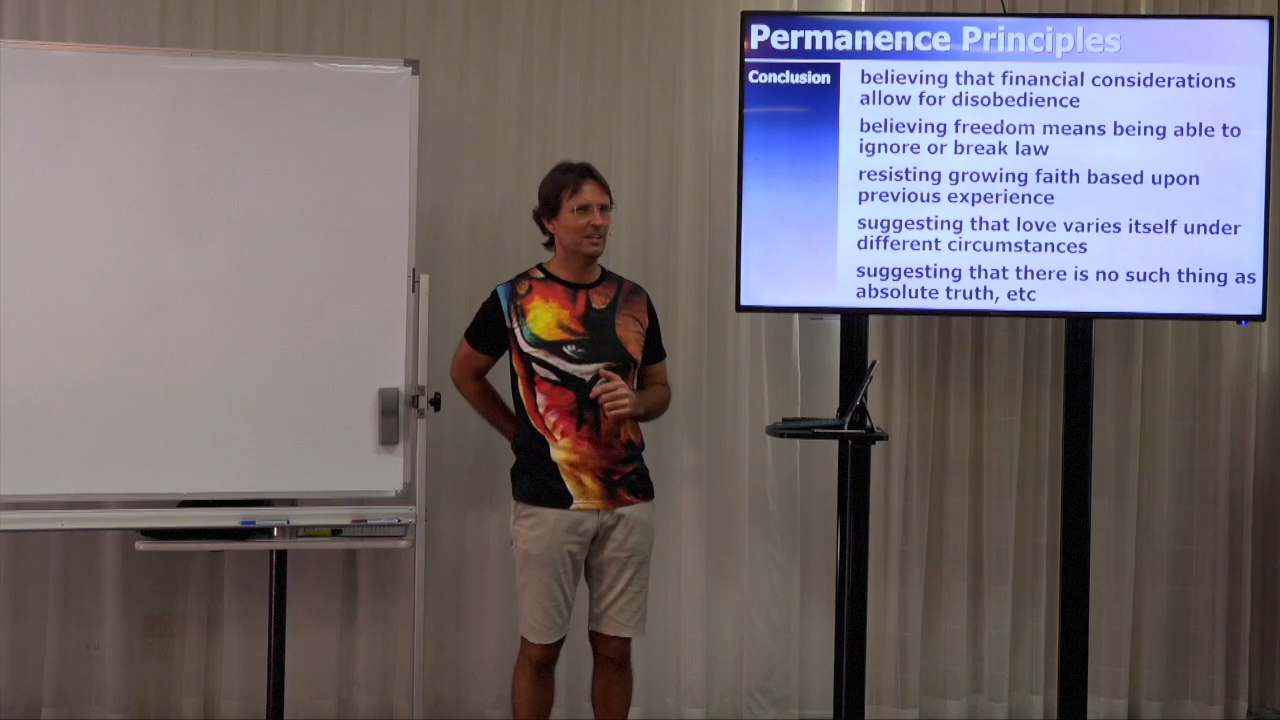 Permanence Principles
Conclusion
believing that financial considerations
allow for disobedience
believing freedom means being able to
ignore or break law
resisting growing faith based upon
previous experience
suggesting that love varies itself under
different circumstances
suggesting that there is no such thing as
absolute truth, etc